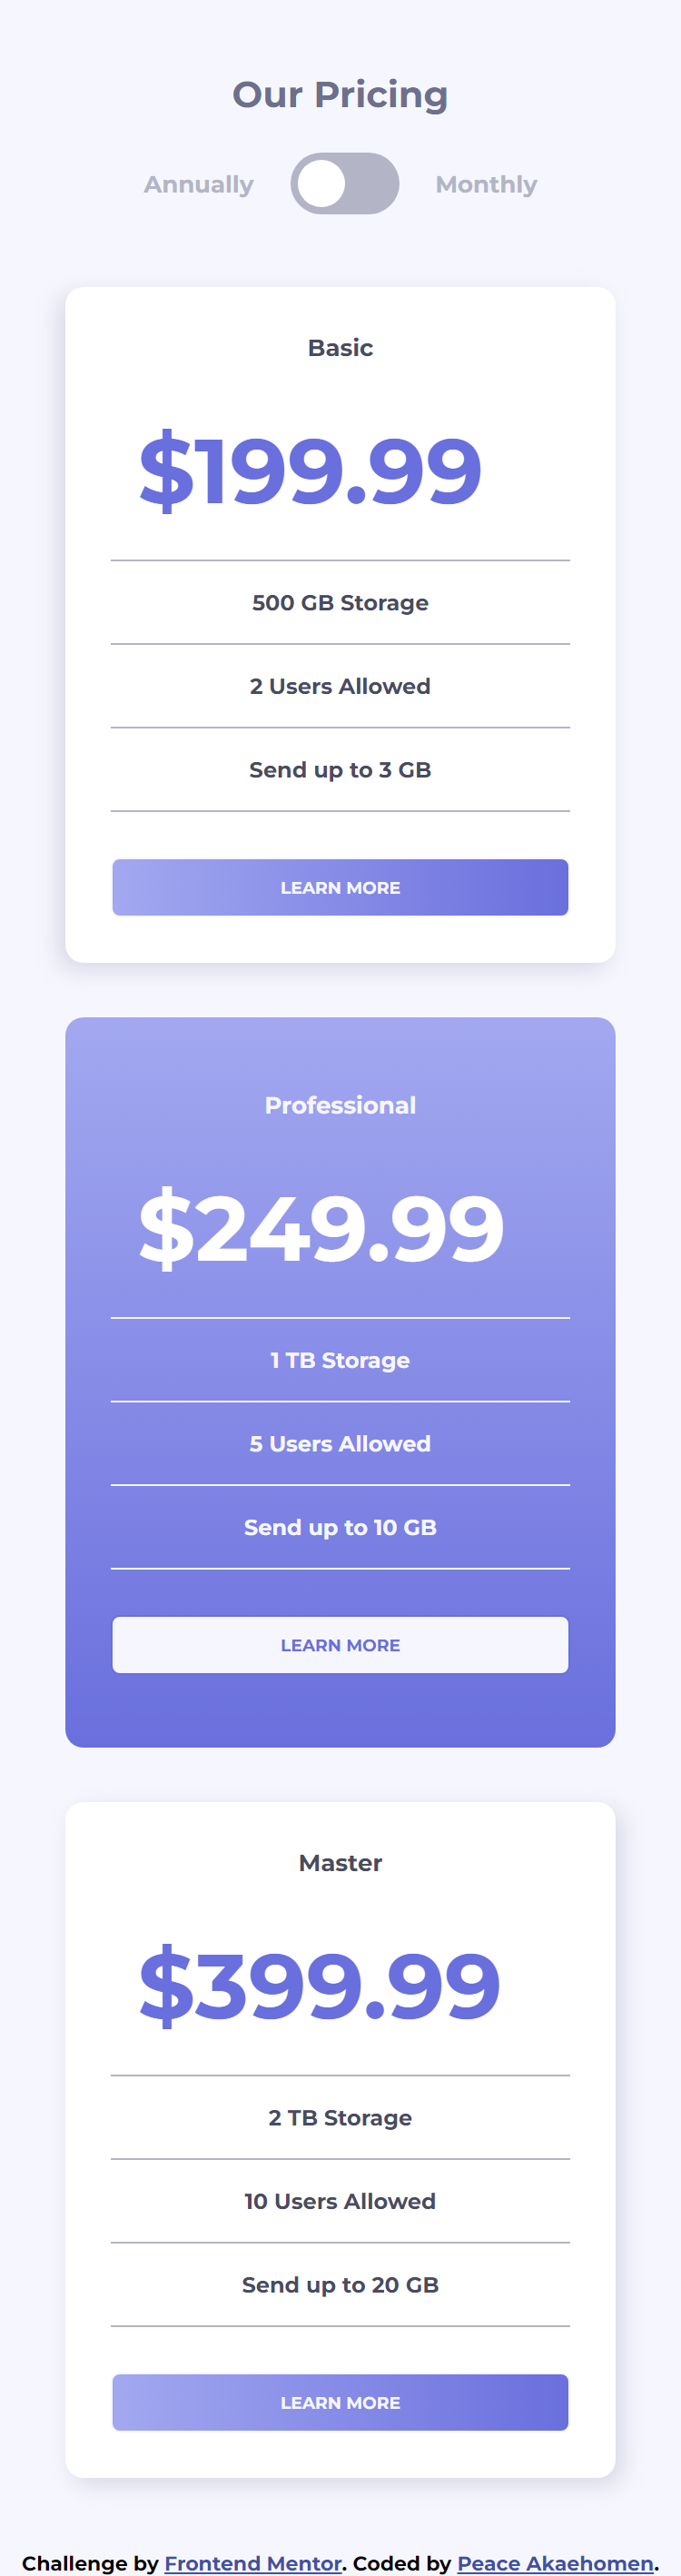 Our Pricing
Annually Monthly
Basic
$199.99
500 GB Storage
2 Users Allowed
Send up to 3 GB
LEARN MORE
Professional
$249.99
1 TB Storage
5 Users Allowed
Send up to 10 GB
LEARN MORE
Master
$399.99
2 TB Storage
10 Users Allowed
Send up to 20 GB
LEARN MORE
Challenge by Frontend Mentor. Coded by Peace Akaehomen.